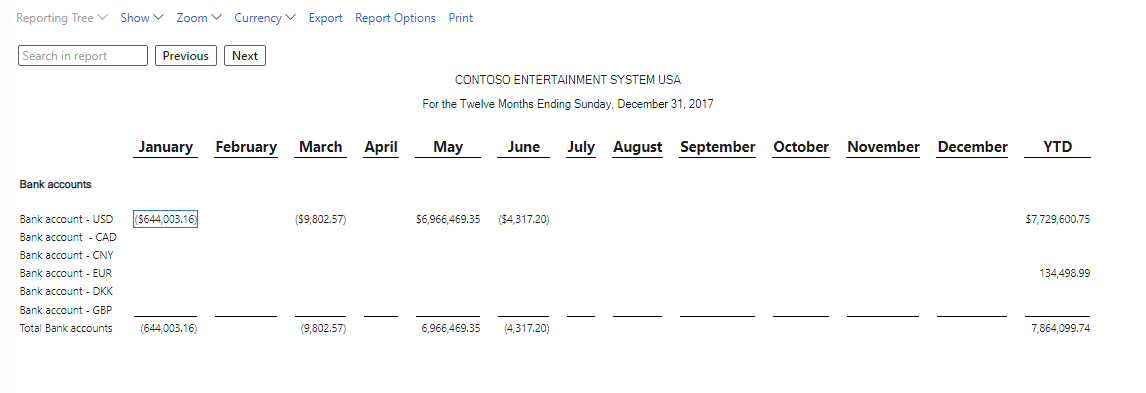 Reporting Tree Show Zoom Currency Export Report Options Print
Search in report Previous Next
CONTOSO ENTERTAINMENT SYSTEM USA
For the Twelve Months Ending Sunday, December 31, 2017
January February March April May June July August September October November December YTD
Bank accounts
Bank account - USD ($644,003.16) ($9,802.57) $6,966,469.35 ($4,317.20) $7,729,600.75
Bank account - CAD
Bank account - CNY
Bank account - EUR 134,498.99
Bank account - DKK
Bank account - GBP
Total Bank accounts (644,003.16) (9,802.57) 6,966,469.35 (4,317.20) 7,864,099.74